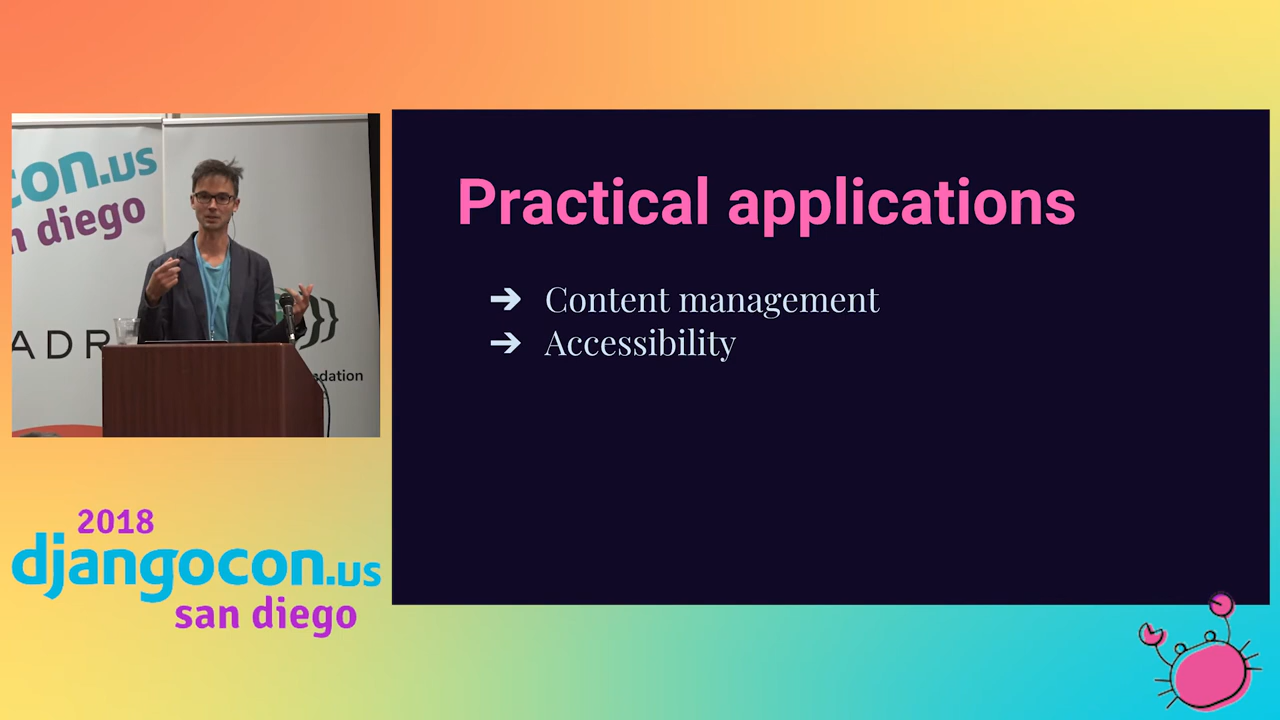 con.us
n diego
ADR
dation
Practical applications
➔ Content management
➔ Accessibility
2018
djangocon.us
san diego